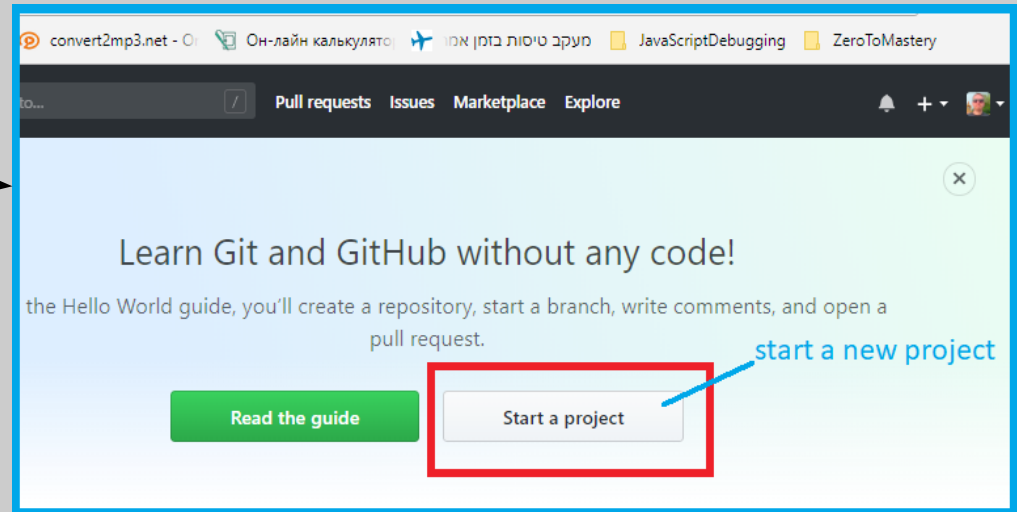 convert2mp3.net - O
Он-лайн калькулято
מעקב טיסות בזמן אמ
JavaScriptDebugging
ZeroToMastery
to...
/
Pull requests Issues Marketplace Explore
Learn Git and GitHub without any code!
the Hello World guide, you'll create a repository, start a branch, write comments, and open a
pull request.
start a new project
Read the guide
Start a project